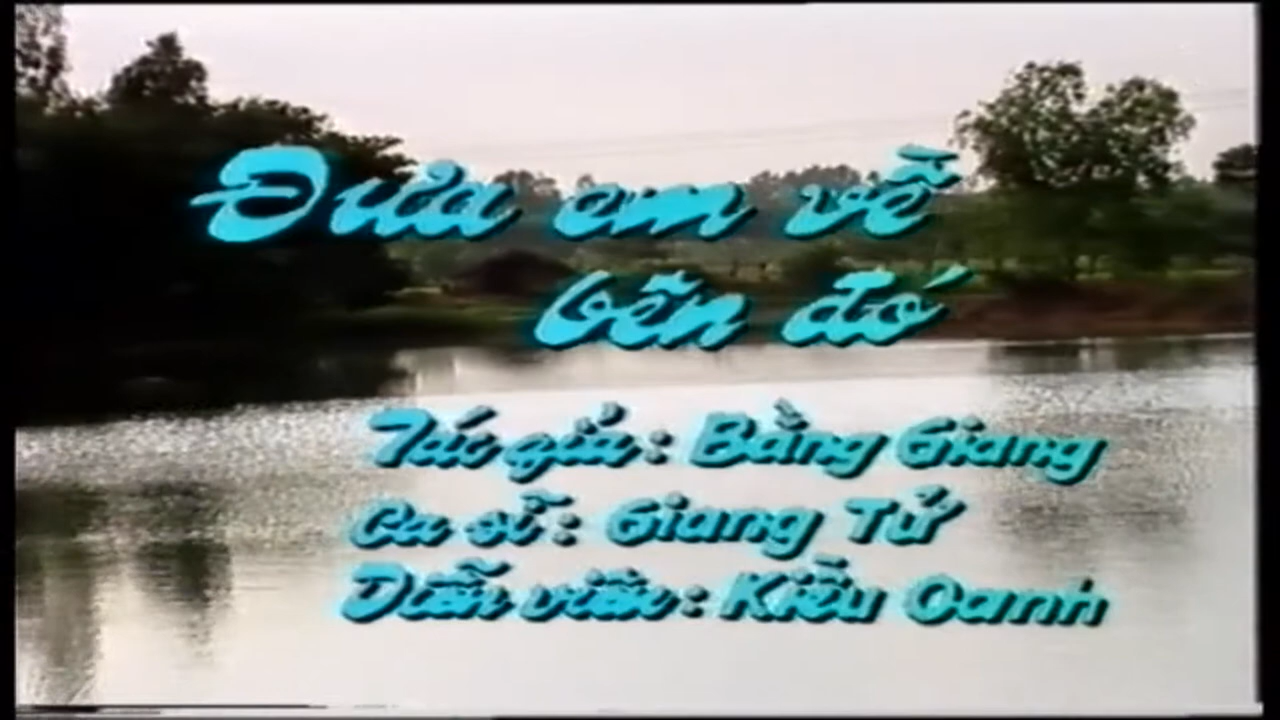 Đưa em về
bến đó
Tác giả: Bằng Giang
Ca sĩ: Giang Tử
Diễn viên: Kiều Oanh